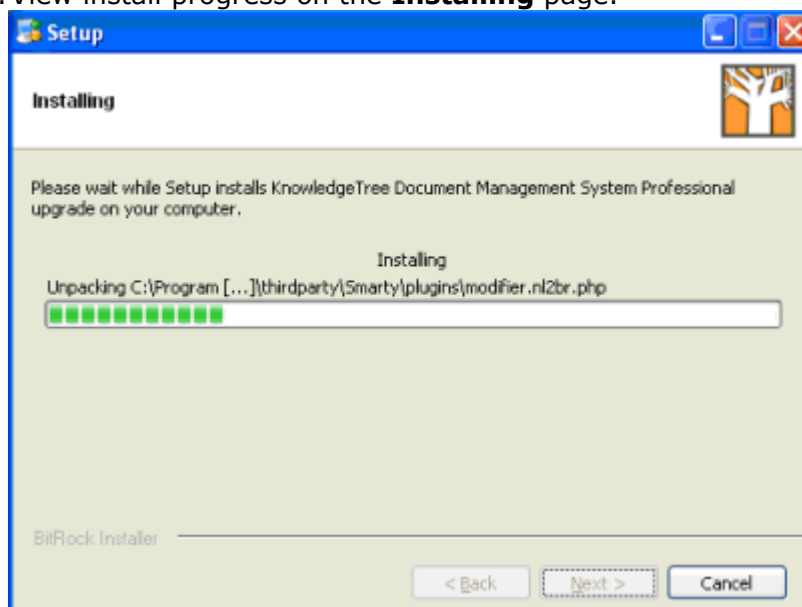 View install progress on the Installing page.
Setup
Installing
Please wait while Setup installs KnowledgeTree Document Management System Professional
upgrade on your computer.
Installing
Unpacking C:\Program [...]\thirdparty\Smarty\plugins\modifier.nl2br.php
BitRock Installer
< Back
Next >
Cancel